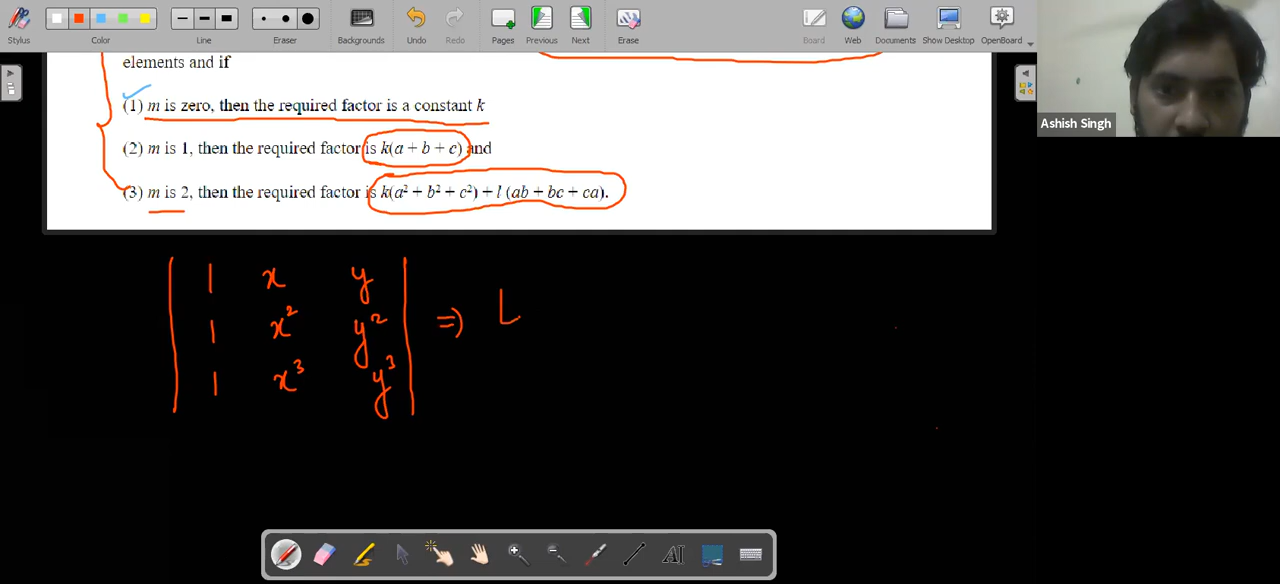 Stylus Color Line Eraser Backgrounds Undo Redo Pages Previous Next Erase Board Web Documents Show Desktop OpenBoard
elements and if
(1) m is zero, then the required factor is a constant k
(2) m is 1, then the required factor is k(a + b + c) and
(3) m is 2, then the required factor is k(a² + b² + c²) + l (ab + bc + ca).
Ashish Singh
| 1 x y |
| 1 x² y² | ⇒ L
| 1 x³ y³ |
AI